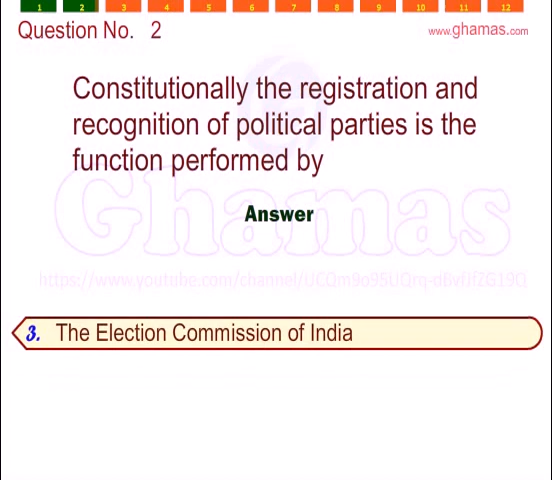 1 2 3 4 5 6 7 8 9 10 11 12
Question No. 2 www.ghamas.com
Constitutionally the registration and
recognition of political parties is the
function performed by
Ghamas
Answer
3. The Election Commission of India